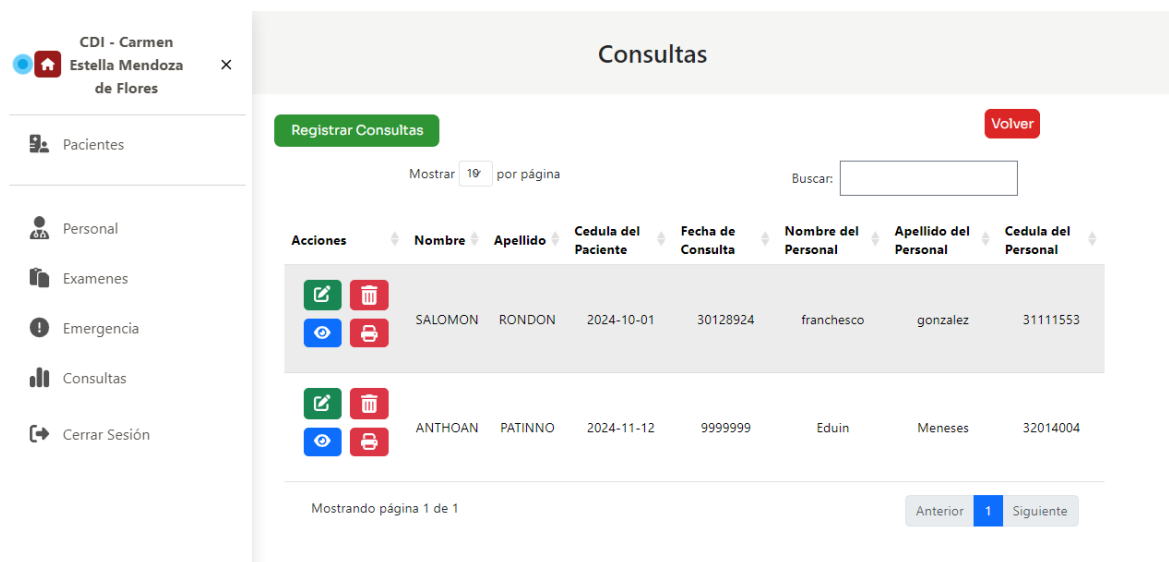 CDI - Carmen
Estella Mendoza
de Flores
Pacientes
Personal
Examenes
Emergencia
Consultas
Cerrar Sesión
Consultas
Registrar Consultas
Volver
Mostrar 10 por página
Buscar:
Acciones Nombre Apellido Cedula del Paciente Fecha de Consulta Nombre del Personal Apellido del Personal Cedula del Personal
SALOMON RONDON 2024-10-01 30128924 franchesco gonzalez 31111553
ANTHOAN PATINNO 2024-11-12 9999999 Eduin Meneses 32014004
Mostrando página 1 de 1
Anterior 1 Siguiente